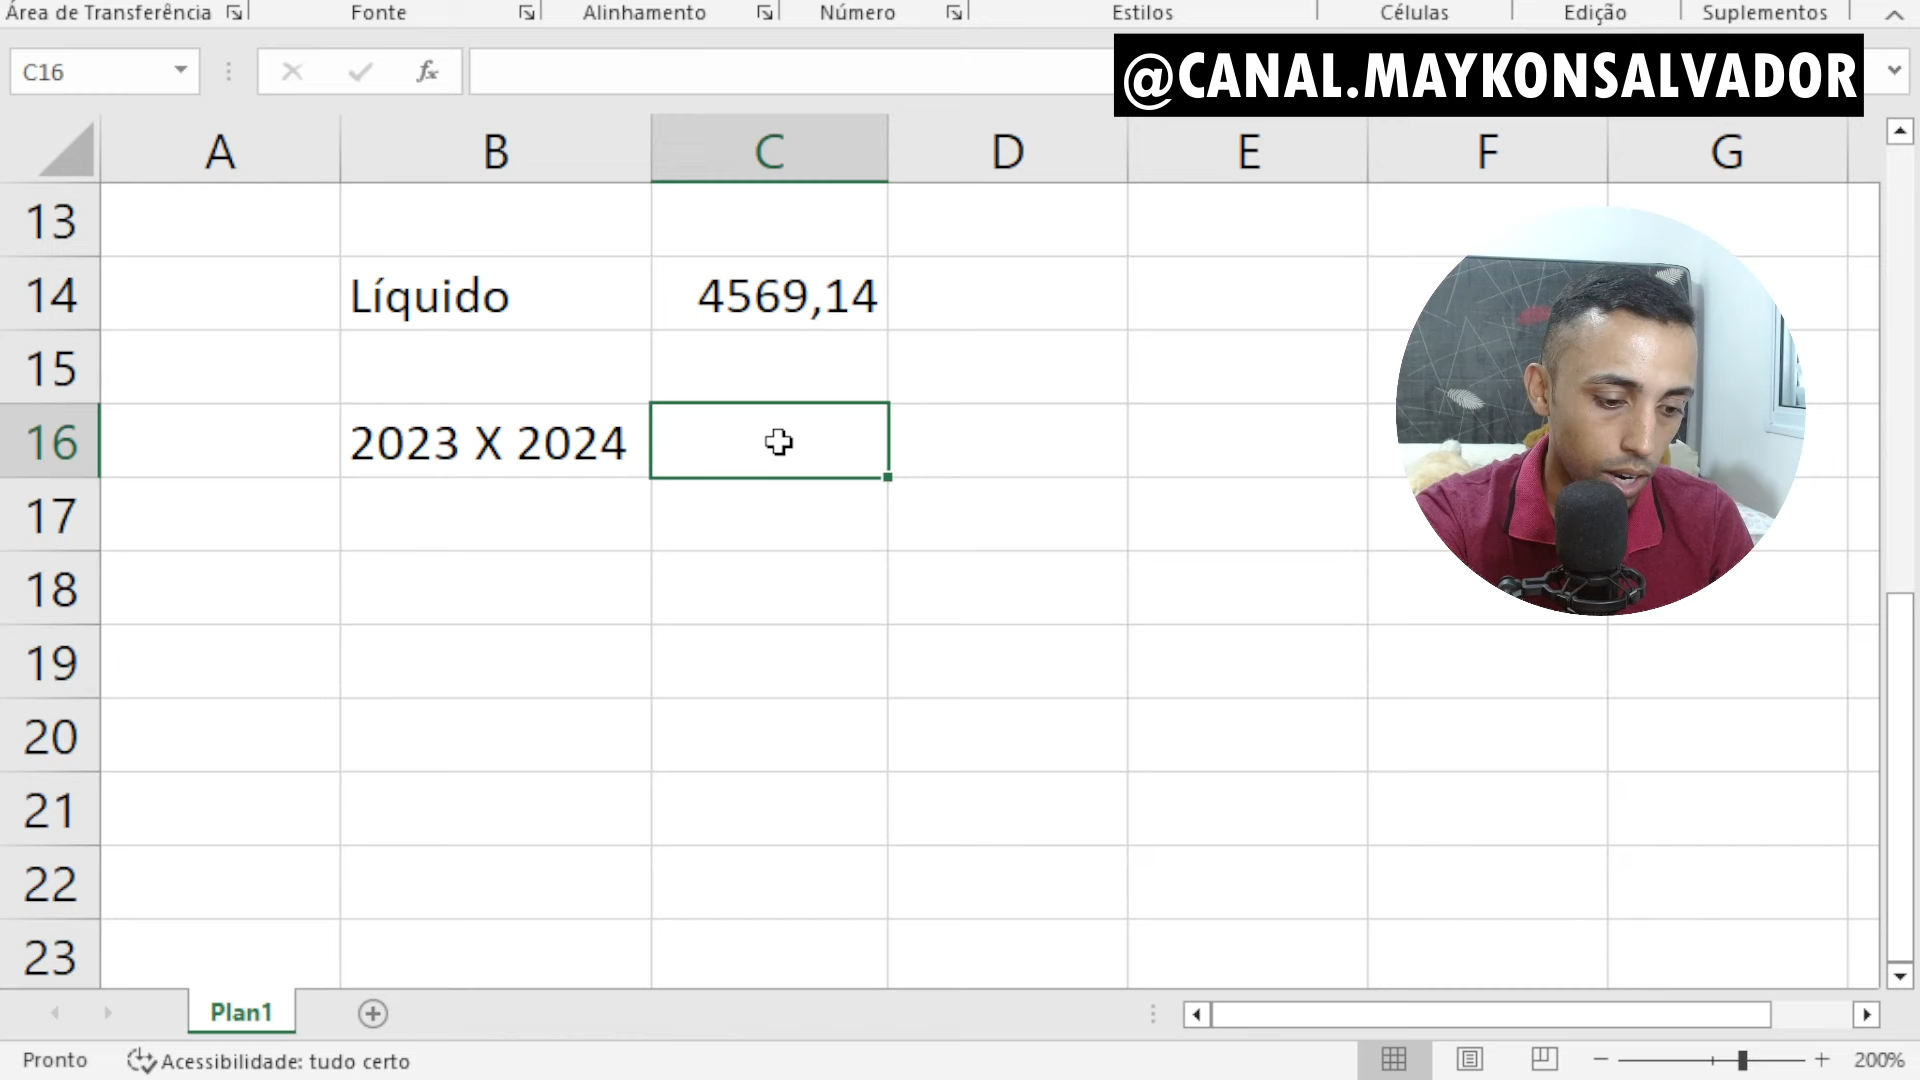 Área de Transferência Fonte Alinhamento Número Estilos Células Edição Suplementos
C16 fx
@CANAL.MAYKONSALVADOR
A B C D E F G
13
14 Líquido 4569,14
15
16 2023 X 2024
17
18
19
20
21
22
23
Plan1
Pronto Acessibilidade: tudo certo 200%